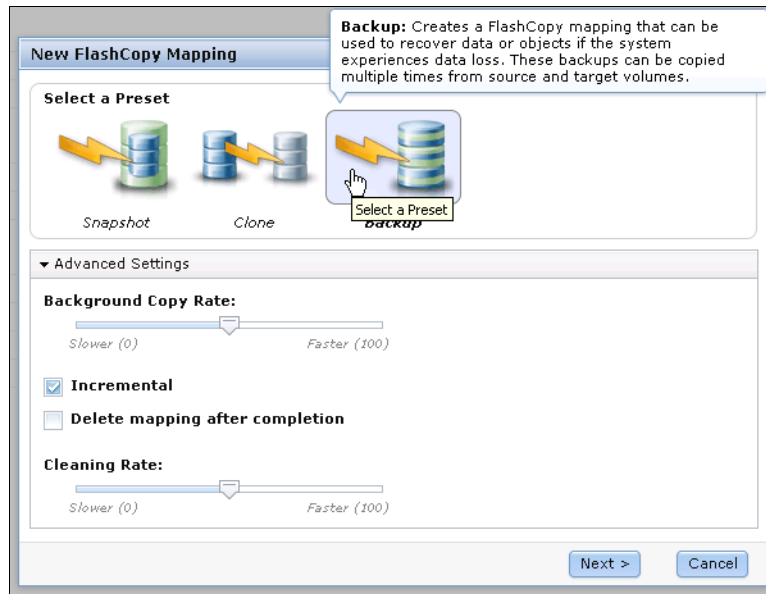 Backup: Creates a FlashCopy mapping that can be
used to recover data or objects if the system
experiences data loss. These backups can be copied
multiple times from source and target volumes.
New FlashCopy Mapping
Select a Preset
Snapshot
Clone
Backup
Select a Preset
Advanced Settings
Background Copy Rate:
Slower (0)
Faster (100)
Incremental
Delete mapping after completion
Cleaning Rate:
Slower (0)
Faster (100)
Next >
Cancel